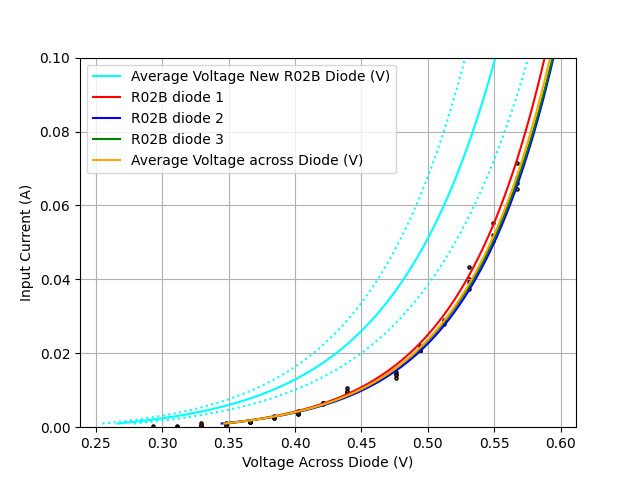 0.10
0.08
0.06
0.04
0.02
0.00
Input Current (A)
Average Voltage New R02B Diode (V)
R02B diode 1
R02B diode 2
R02B diode 3
Average Voltage across Diode (V)
0.25 0.30 0.35 0.40 0.45 0.50 0.55 0.60
Voltage Across Diode (V)